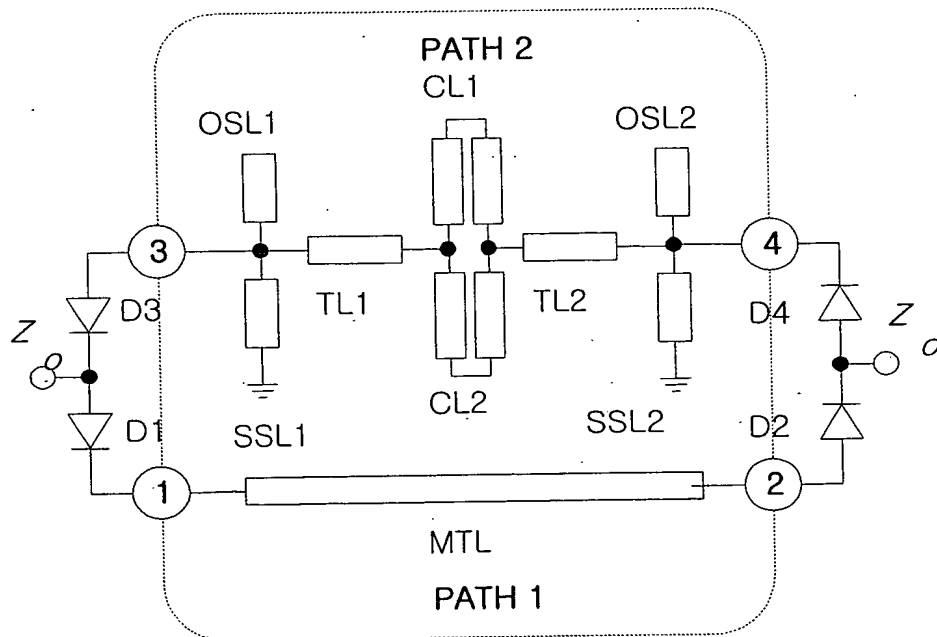 PATH 2
CL1
OSL1
OSL2
3
4
TL1
TL2
D3
D4
Z o
Z o
CL2
D1
D2
SSL1
SSL2
1
2
MTL
PATH 1